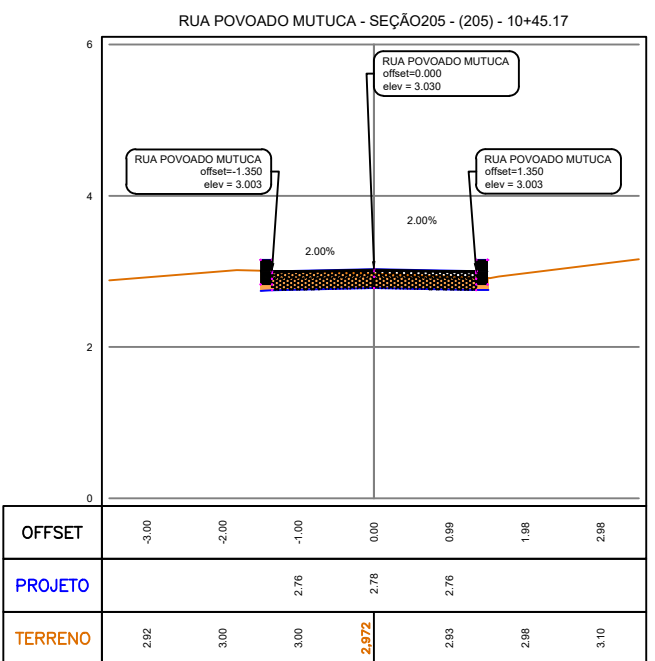 RUA POVOADO MUTUCA - SEÇÃO205 - (205) - 10+45.17
6
RUA POVOADO MUTUCA
offset=0.000
elev = 3.030
RUA POVOADO MUTUCA
offset=-1.350
elev = 3.003
RUA POVOADO MUTUCA
offset=1.350
elev = 3.003
4
2.00%
2.00%
2
0
OFFSET -3.00 -2.00 -1.00 0.00 0.99 1.98 2.98
PROJETO 2.76 2.78 2.76
TERRENO 2.92 3.00 3.00 2,972 2.93 2.98 3.10